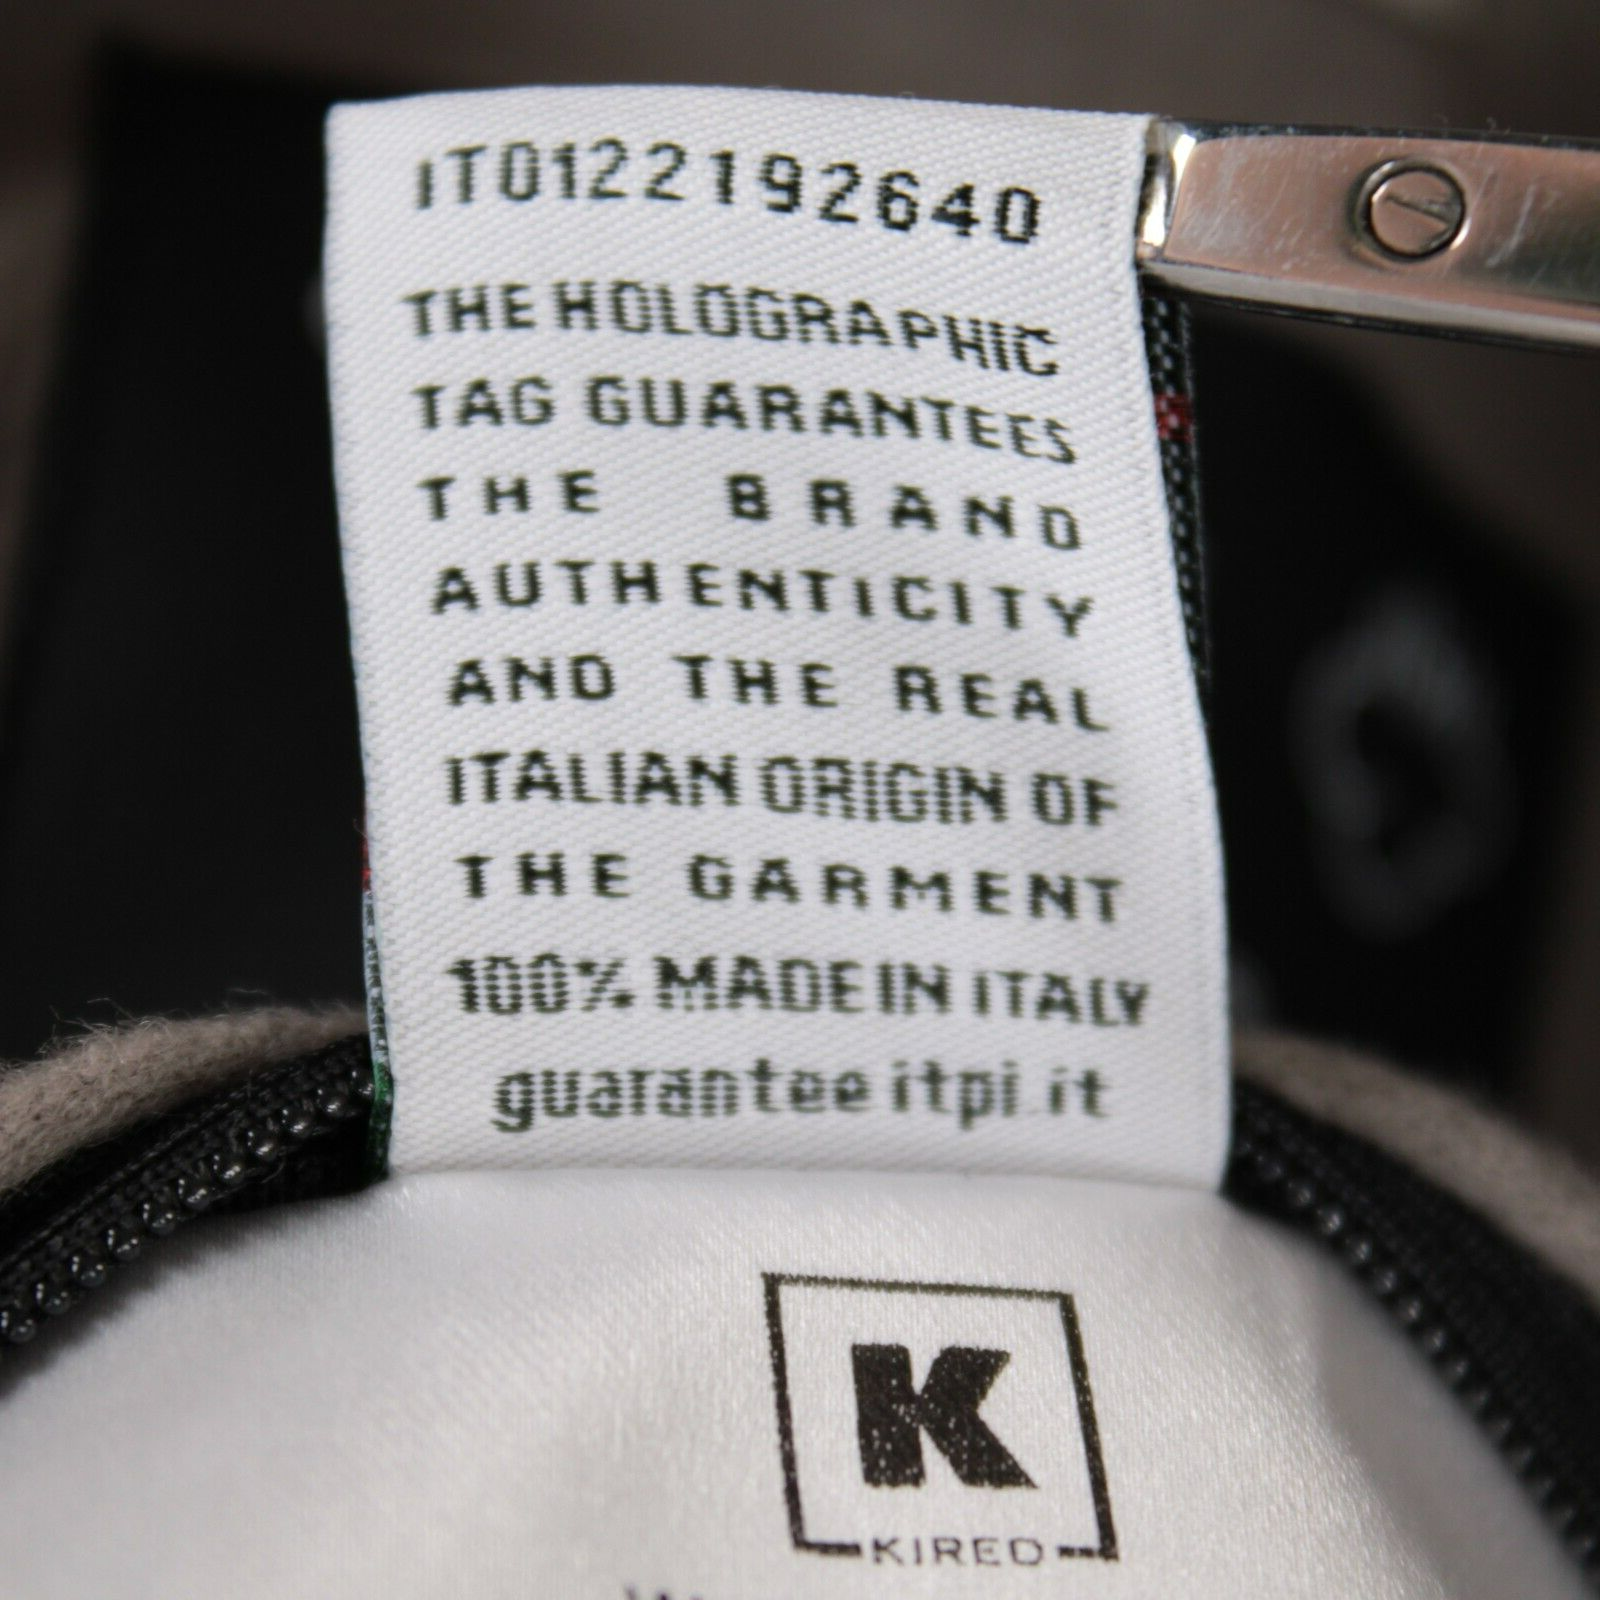 IT0122192640
THE HOLOGRAPHIC
TAG GUARANTEES
THE BRAND
AUTHENTICITY
AND THE REAL
ITALIAN ORIGIN OF
THE GARMENT
100% MADE IN ITALY
guarantee itpi.it
K
KIRED